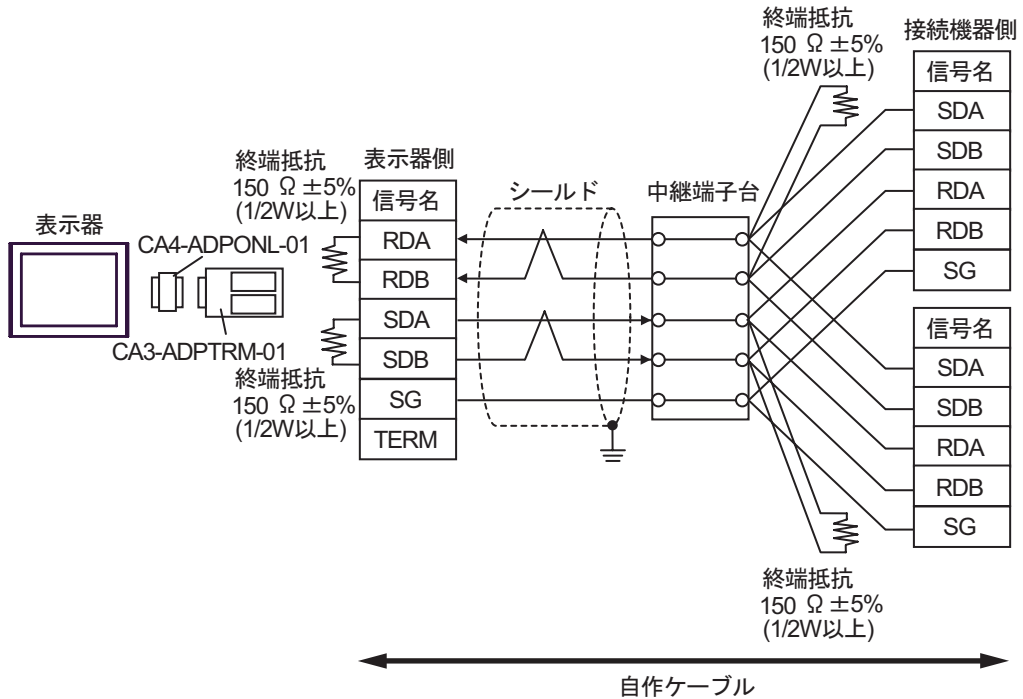 終端抵抗
150 Ω ±5%
(1/2W以上)
接続機器側
信号名
SDA
SDB
RDA
RDB
SG
終端抵抗
150 Ω ±5%
(1/2W以上)
表示器側
信号名
RDA
RDB
SDA
SDB
SG
TERM
シールド
中継端子台
表示器
CA4-ADPONL-01
CA3-ADPTRM-01
終端抵抗
150 Ω ±5%
(1/2W以上)
信号名
SDA
SDB
RDA
RDB
SG
終端抵抗
150 Ω ±5%
(1/2W以上)
自作ケーブル